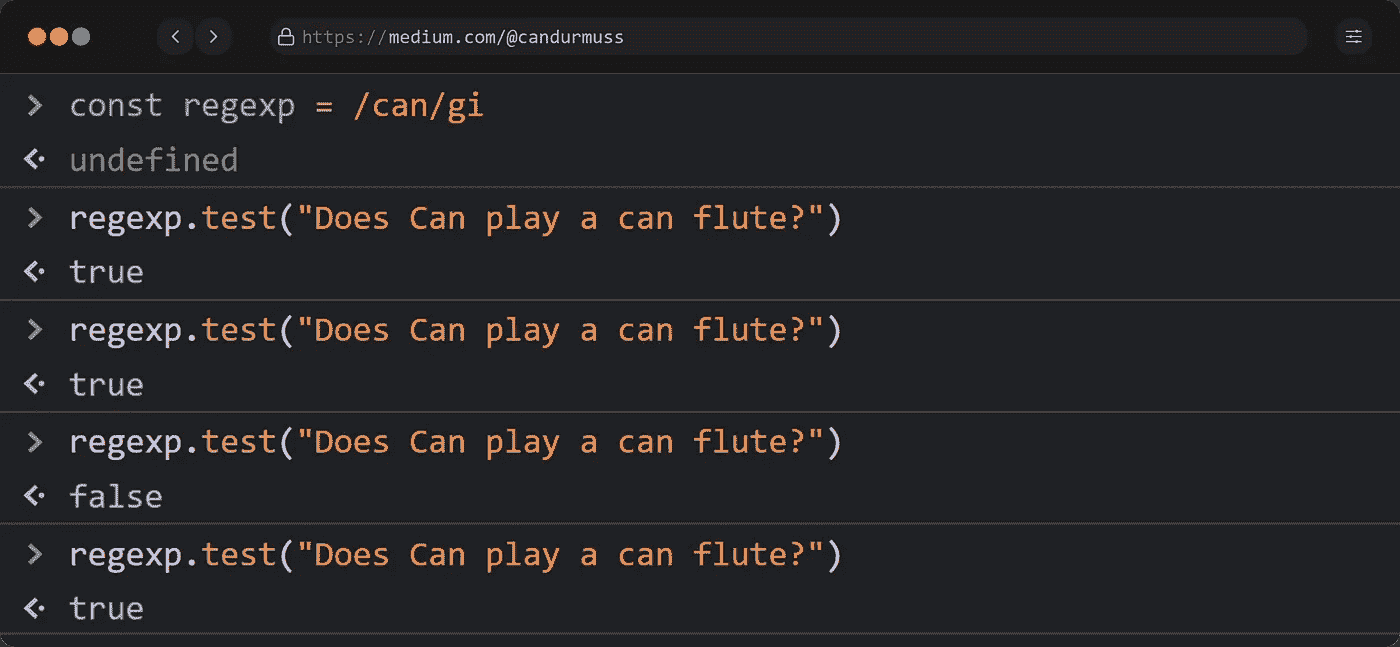 https://medium.com/@candurmuss
> const regexp = /can/gi
undefined
> regexp.test("Does Can play a can flute?")
true
> regexp.test("Does Can play a can flute?")
true
> regexp.test("Does Can play a can flute?")
false
> regexp.test("Does Can play a can flute?")
true